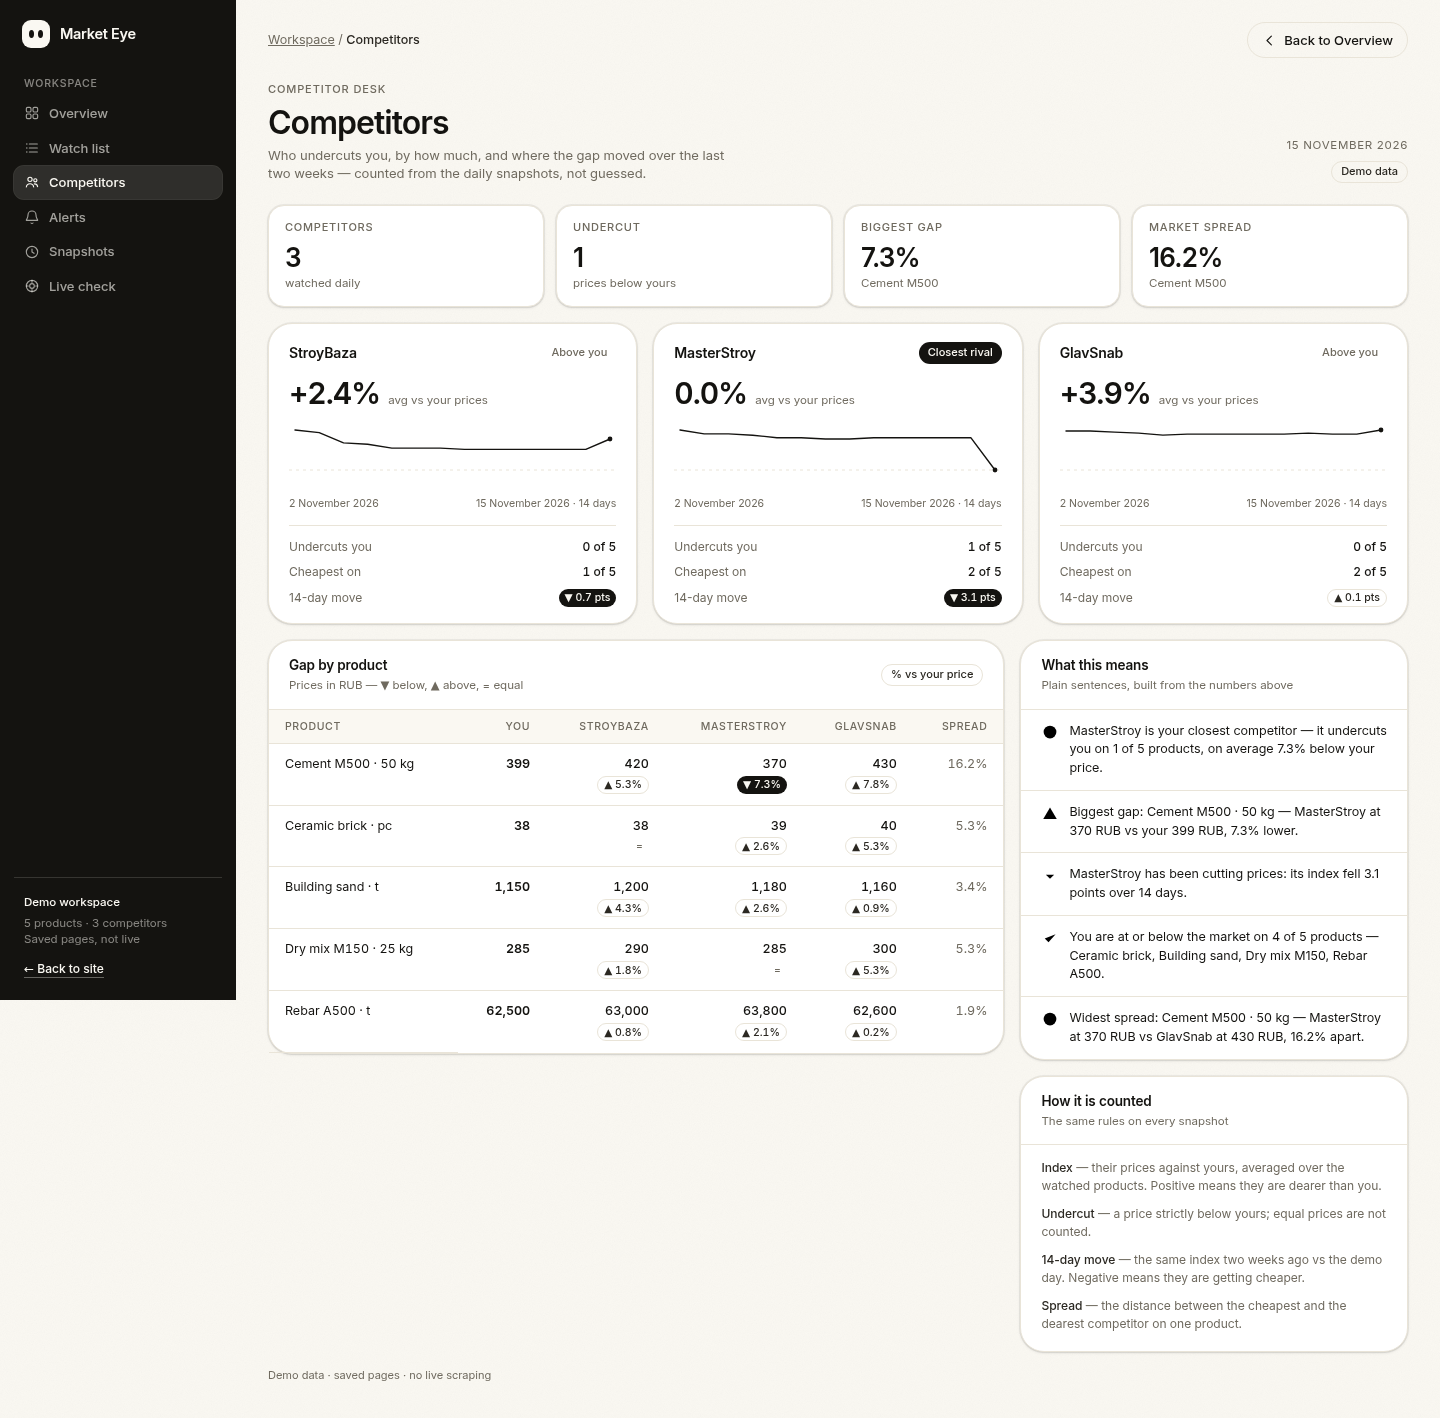 Market Eye
WORKSPACE
Overview
Watch list
Competitors
Alerts
Snapshots
Live check
Demo workspace
5 products · 3 competitors
Saved pages, not live
← Back to site
Workspace / Competitors
Back to Overview
COMPETITOR DESK
Competitors
Who undercuts you, by how much, and where the gap moved over the last
two weeks — counted from the daily snapshots, not guessed.
15 NOVEMBER 2026
Demo data
COMPETITORS
3
watched daily
UNDERCUT
1
prices below yours
BIGGEST GAP
7.3%
Cement M500
MARKET SPREAD
16.2%
Cement M500
StroyBaza Above you
+2.4% avg vs your prices
2 November 2026 15 November 2026 · 14 days
Undercuts you 0 of 5
Cheapest on 1 of 5
14-day move ▼ 0.7 pts
MasterStroy Closest rival
0.0% avg vs your prices
2 November 2026 15 November 2026 · 14 days
Undercuts you 1 of 5
Cheapest on 2 of 5
14-day move ▼ 3.1 pts
GlavSnab Above you
+3.9% avg vs your prices
2 November 2026 15 November 2026 · 14 days
Undercuts you 0 of 5
Cheapest on 2 of 5
14-day move ▲ 0.1 pts
Gap by product
Prices in RUB — ▼ below, ▲ above, = equal
% vs your price
PRODUCT YOU STROYBAZA MASTERSTROY GLAVSNAB SPREAD
Cement M500 · 50 kg 399 420 370 430 16.2%
▲ 5.3% ▼ 7.3% ▲ 7.8%
Ceramic brick · pc 38 38 39 40 5.3%
= ▲ 2.6% ▲ 5.3%
Building sand · t 1,150 1,200 1,180 1,160 3.4%
▲ 4.3% ▲ 2.6% ▲ 0.9%
Dry mix M150 · 25 kg 285 290 285 300 5.3%
▲ 1.8% = ▲ 5.3%
Rebar A500 · t 62,500 63,000 63,800 62,600 1.9%
▲ 0.8% ▲ 2.1% ▲ 0.2%
What this means
Plain sentences, built from the numbers above
MasterStroy is your closest competitor — it undercuts
you on 1 of 5 products, on average 7.3% below your
price.
Biggest gap: Cement M500 · 50 kg — MasterStroy at
370 RUB vs your 399 RUB, 7.3% lower.
MasterStroy has been cutting prices: its index fell 3.1
points over 14 days.
You are at or below the market on 4 of 5 products —
Ceramic brick, Building sand, Dry mix M150, Rebar
A500.
Widest spread: Cement M500 · 50 kg — MasterStroy
at 370 RUB vs GlavSnab at 430 RUB, 16.2% apart.
How it is counted
The same rules on every snapshot
Index — their prices against yours, averaged over the
watched products. Positive means they are dearer than you.
Undercut — a price strictly below yours; equal prices are not
counted.
14-day move — the same index two weeks ago vs the demo
day. Negative means they are getting cheaper.
Spread — the distance between the cheapest and the
dearest competitor on one product.
Demo data · saved pages · no live scraping